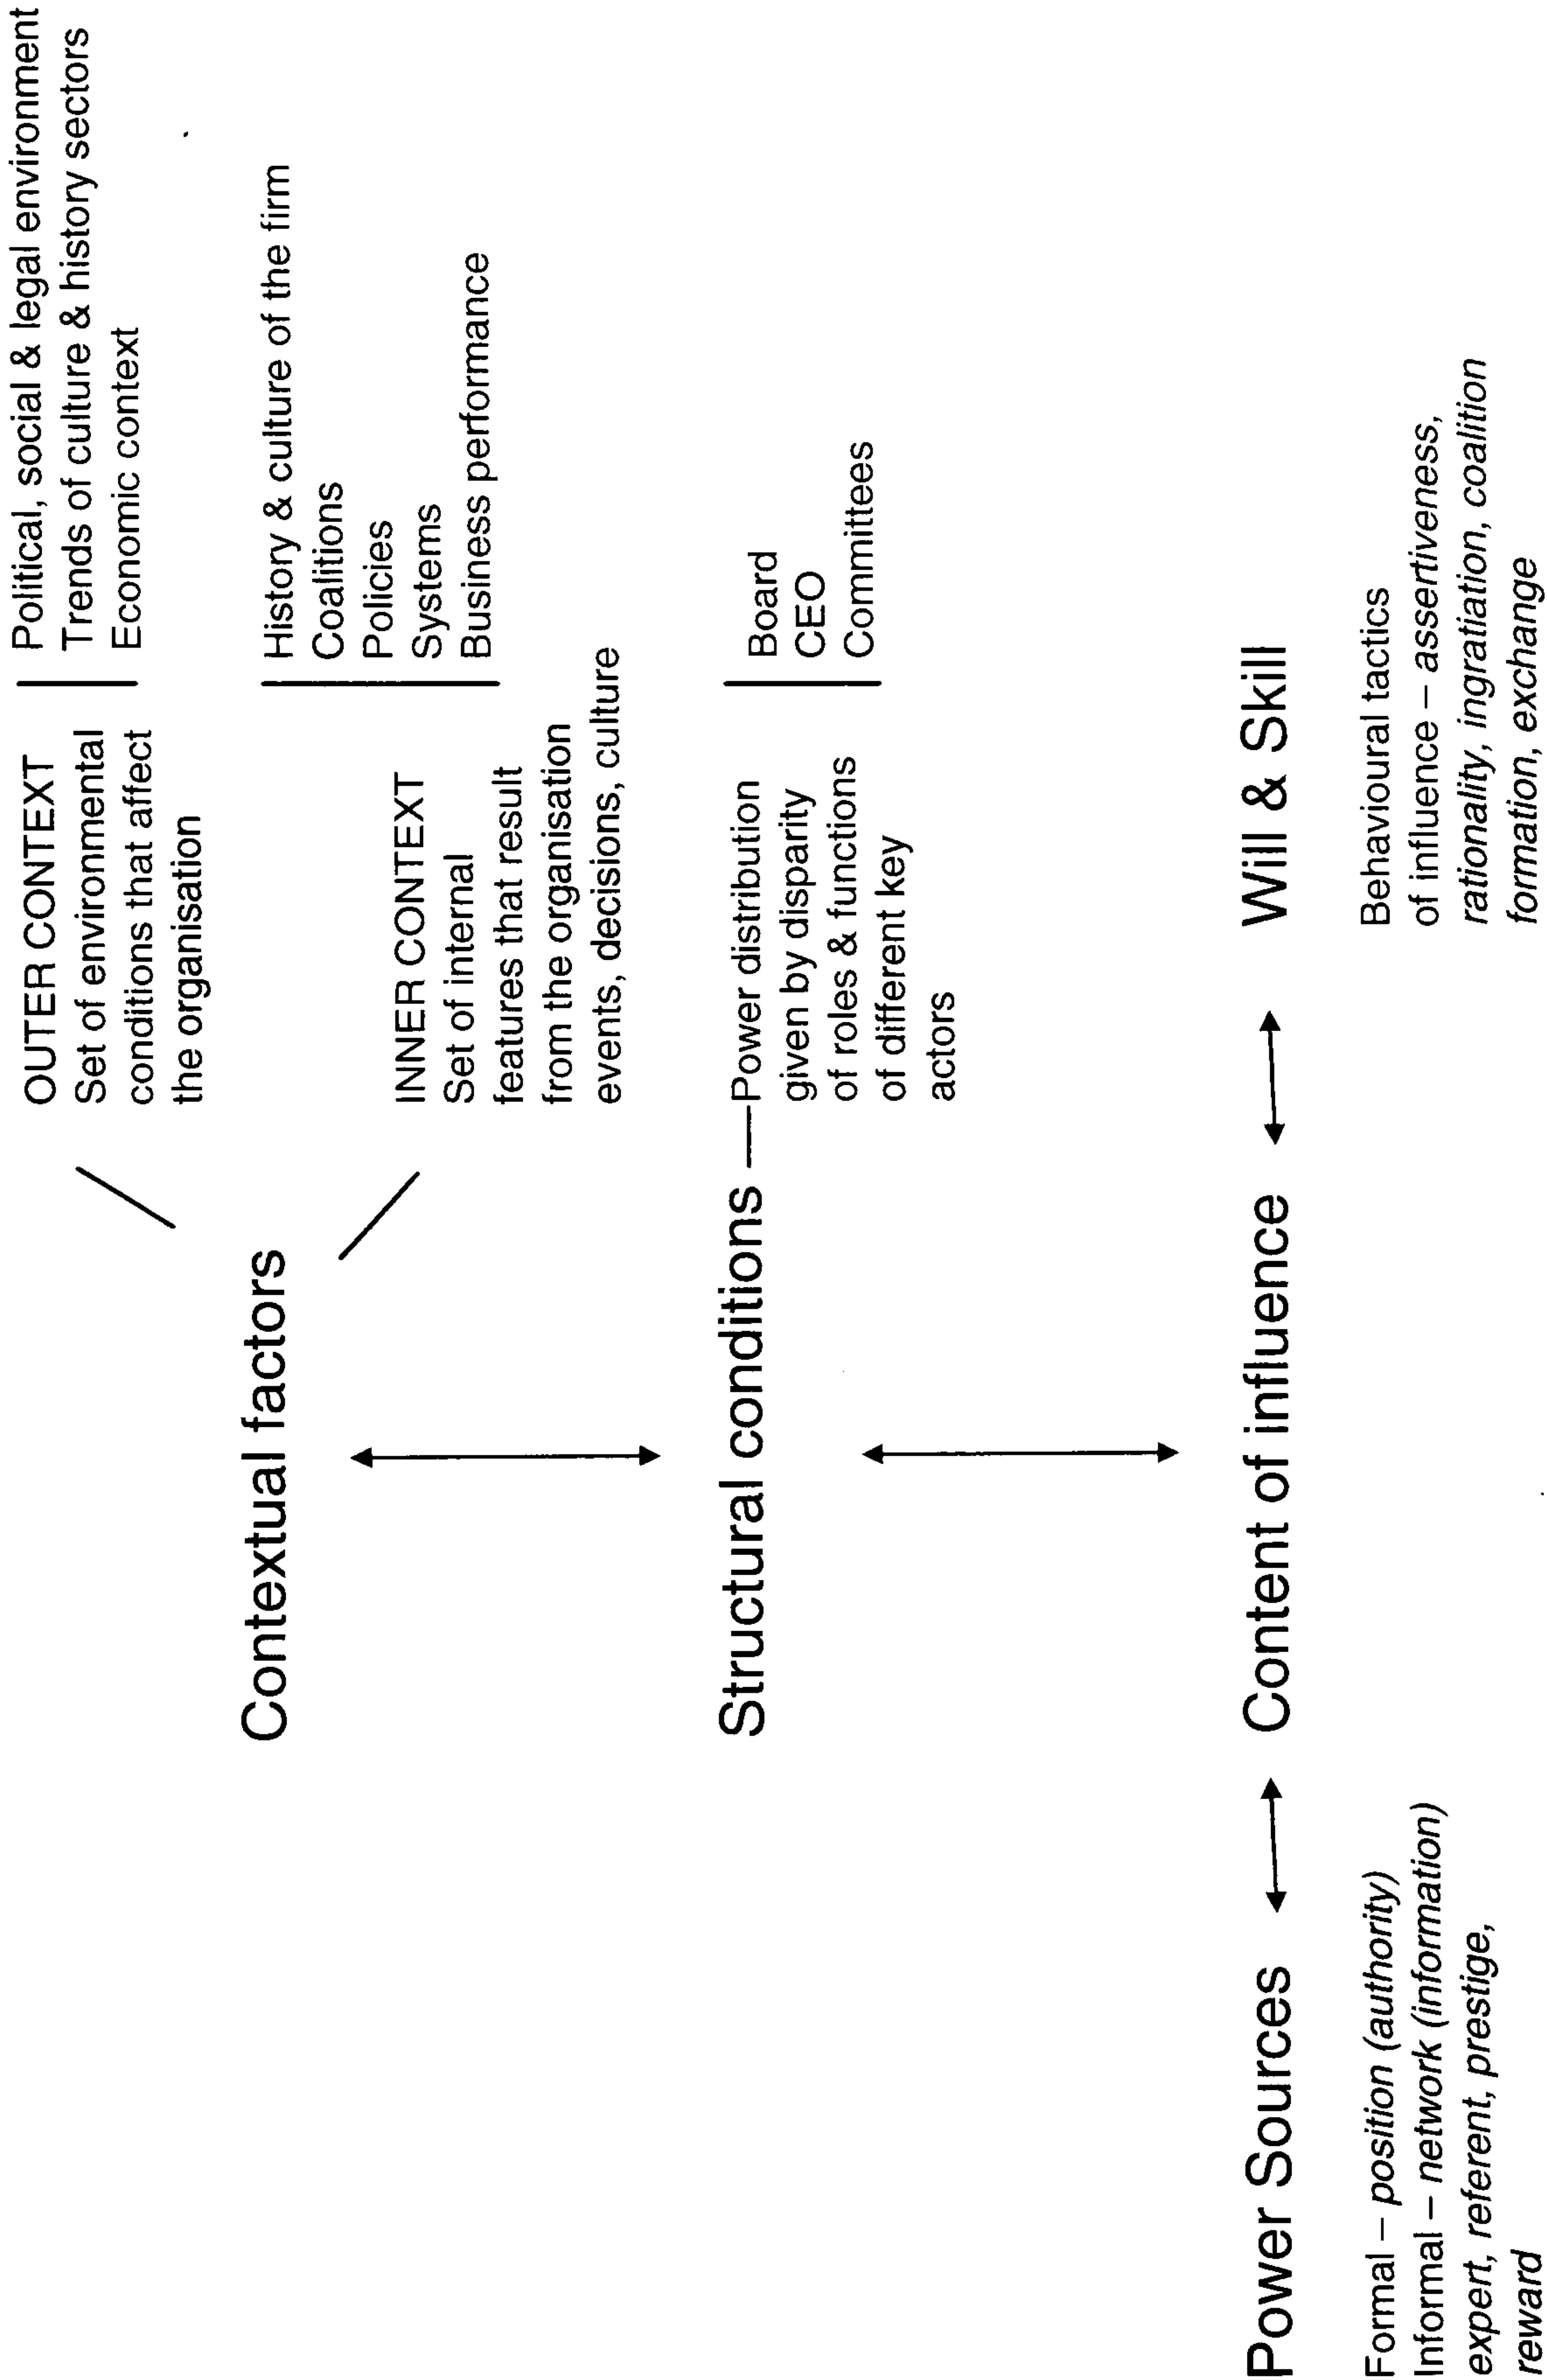 OUTER CONTEXT
Set of environmental
conditions that affect
the organisation
Political, social & legal environment
Trends of culture & history sectors
Economic context
Contextual factors
INNER CONTEXT
Set of internal
features that result
from the organisation
events, decisions, culture
History & culture of the firm
Coalitions
Policies
Systems
Business performance
Structural conditions —Power distribution
given by disparity
of roles & functions
of different key
actors
Board
CEO
Committees
Power Sources
Content of influence
Will & Skill
Formal – position (authority)
Informal – network (information)
expert, referent, prestige,
reward
Behavioural tactics
of influence – assertiveness,
rationality, ingratiation, coalition
formation, exchange